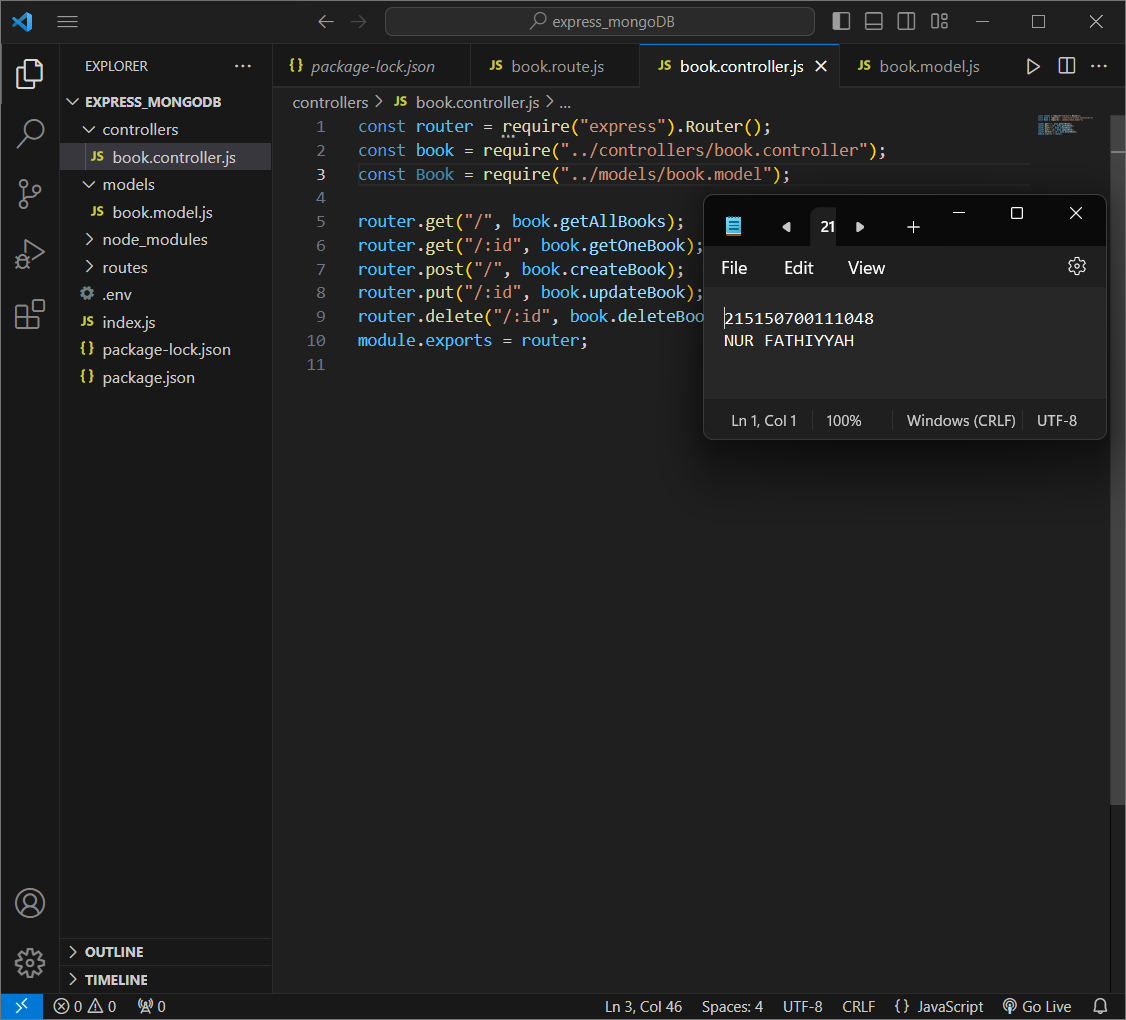 express_mongoDB
EXPLORER
package-lock.json
JS book.route.js
JS book.controller.js
JS book.model.js
EXPRESS_MONGODB
controllers
JS book.controller.js
models
JS book.model.js
node_modules
routes
.env
JS index.js
{} package-lock.json
{} package.json
OUTLINE
TIMELINE
controllers > JS book.controller.js > ...
1 const router = require("express").Router();
2 const book = require("../controllers/book.controller");
3 const Book = require("../models/book.model");
4
5 router.get("/", book.getAllBooks);
6 router.get("/:id", book.getOneBook);
7 router.post("/", book.createBook);
8 router.put("/:id", book.updateBook);
9 router.delete("/:id", book.deleteBoo
10 module.exports = router;
11
21
File Edit View
215150700111048
NUR FATHIYYAH
Ln 1, Col 1 100% Windows (CRLF) UTF-8
0 0 0 Ln 3, Col 46 Spaces: 4 UTF-8 CRLF {} JavaScript Go Live